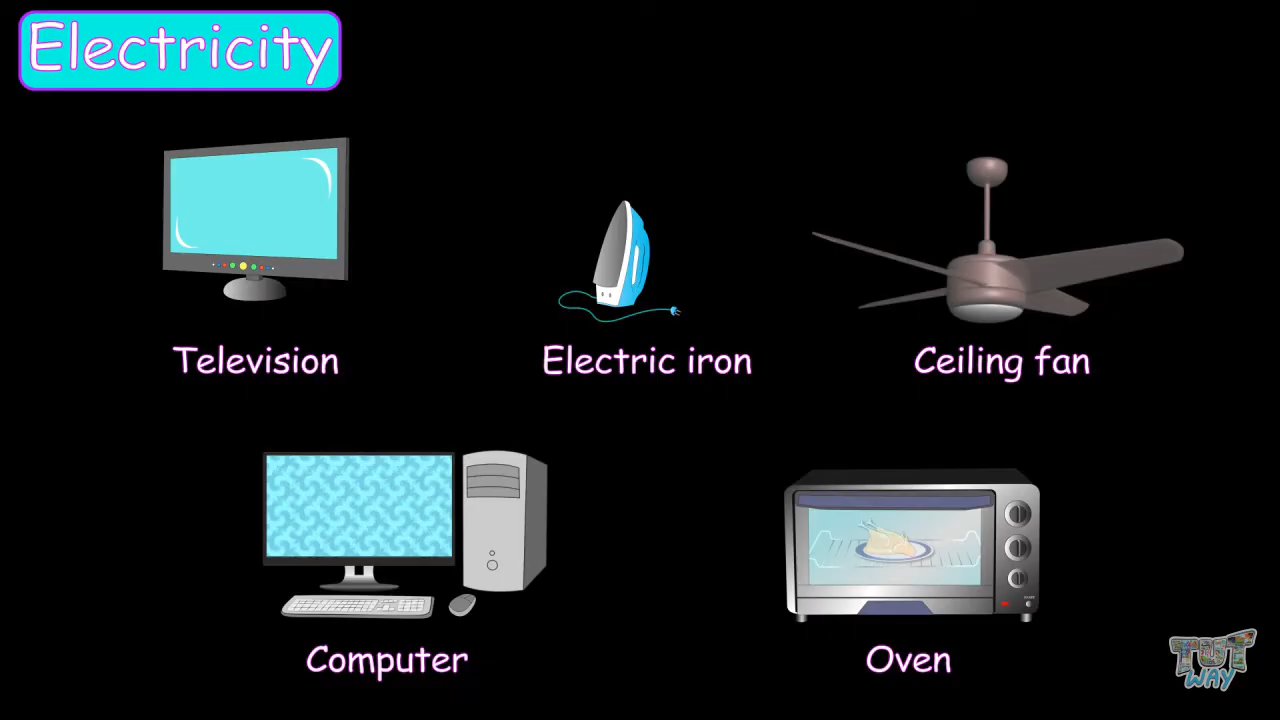 Electricity
Television
Electric iron
Ceiling fan
Computer
Oven
TUT
WAY